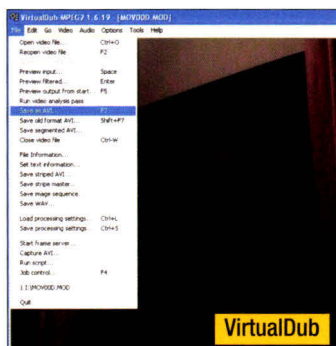 VirtualDub-MPEG2 1.6.19 [MOV00D.MOD]
File Edit Go Video Audio Options Tools Help
Open video file... Ctrl+O
Reopen video file F2
Preview input... Space
Preview filtered... Enter
Preview output from start... F5
Run video analysis pass
Save as AVI... F7
Save old format AVI... Shift+F7
Save segmented AVI...
Close video file Ctrl-W
File Information...
Set text information...
Save striped AVI...
Save stripe master...
Save image sequence...
Save WAV...
Load processing settings... Ctrl+L
Save processing settings... Ctrl+S
Start frame server...
Capture AVI...
Run script...
Job control... F4
1 I:\MOV00D.MOD
Quit
VirtualDub